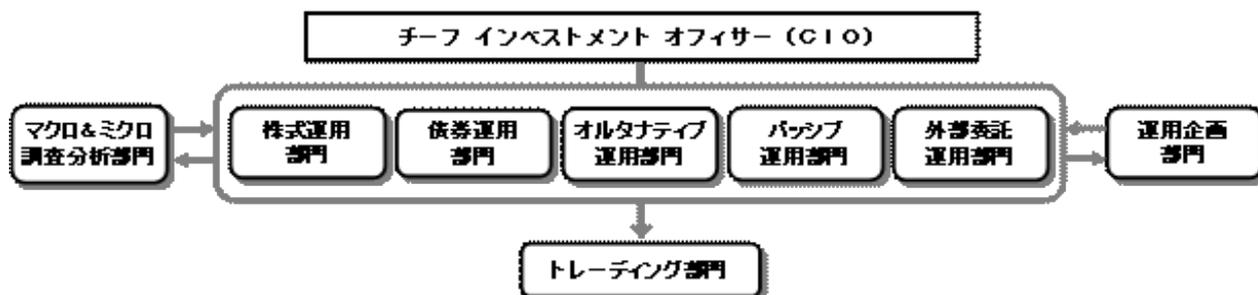 チーフ インベストメント オフィサー（CIO）
マクロ&ミクロ
調査分析部門
株式運用
部門
債券運用
部門
オルタナティブ
運用部門
パッシブ
運用部門
外部委託
運用部門
運用企画
部門
トレーディング部門